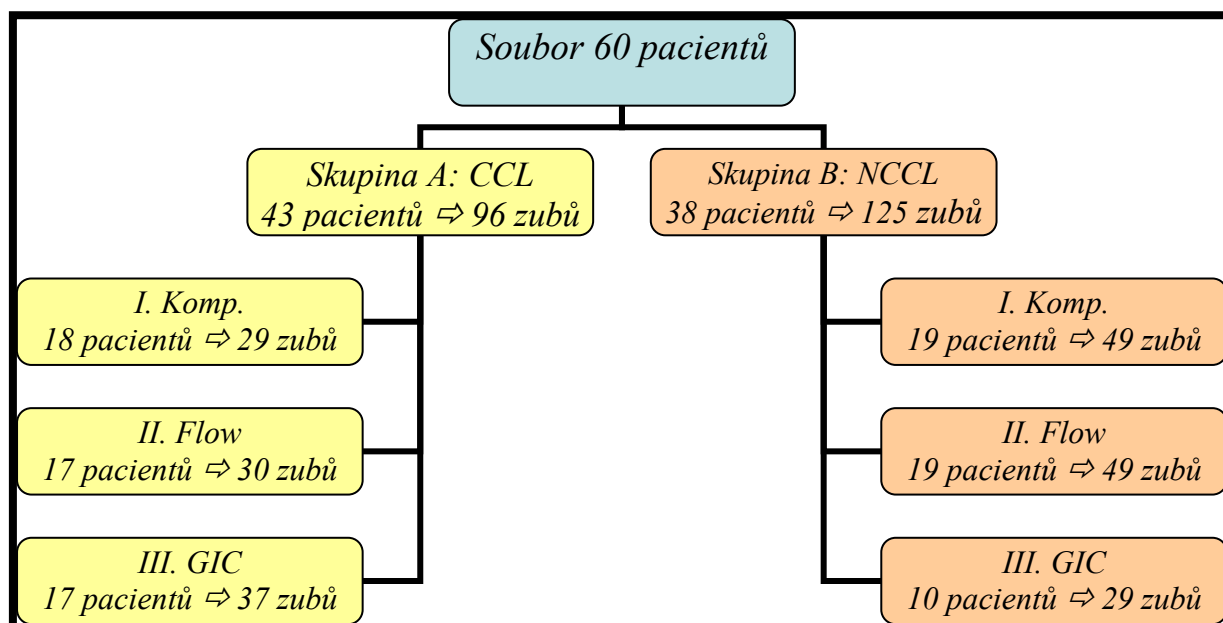 Soubor 60 pacientů
Skupina A: CCL
43 pacientů ⇨ 96 zubů
Skupina B: NCCL
38 pacientů ⇨ 125 zubů
I. Komp.
18 pacientů ⇨ 29 zubů
I. Komp.
19 pacientů ⇨ 49 zubů
II. Flow
17 pacientů ⇨ 30 zubů
II. Flow
19 pacientů ⇨ 49 zubů
III. GIC
17 pacientů ⇨ 37 zubů
III. GIC
10 pacientů ⇨ 29 zubů